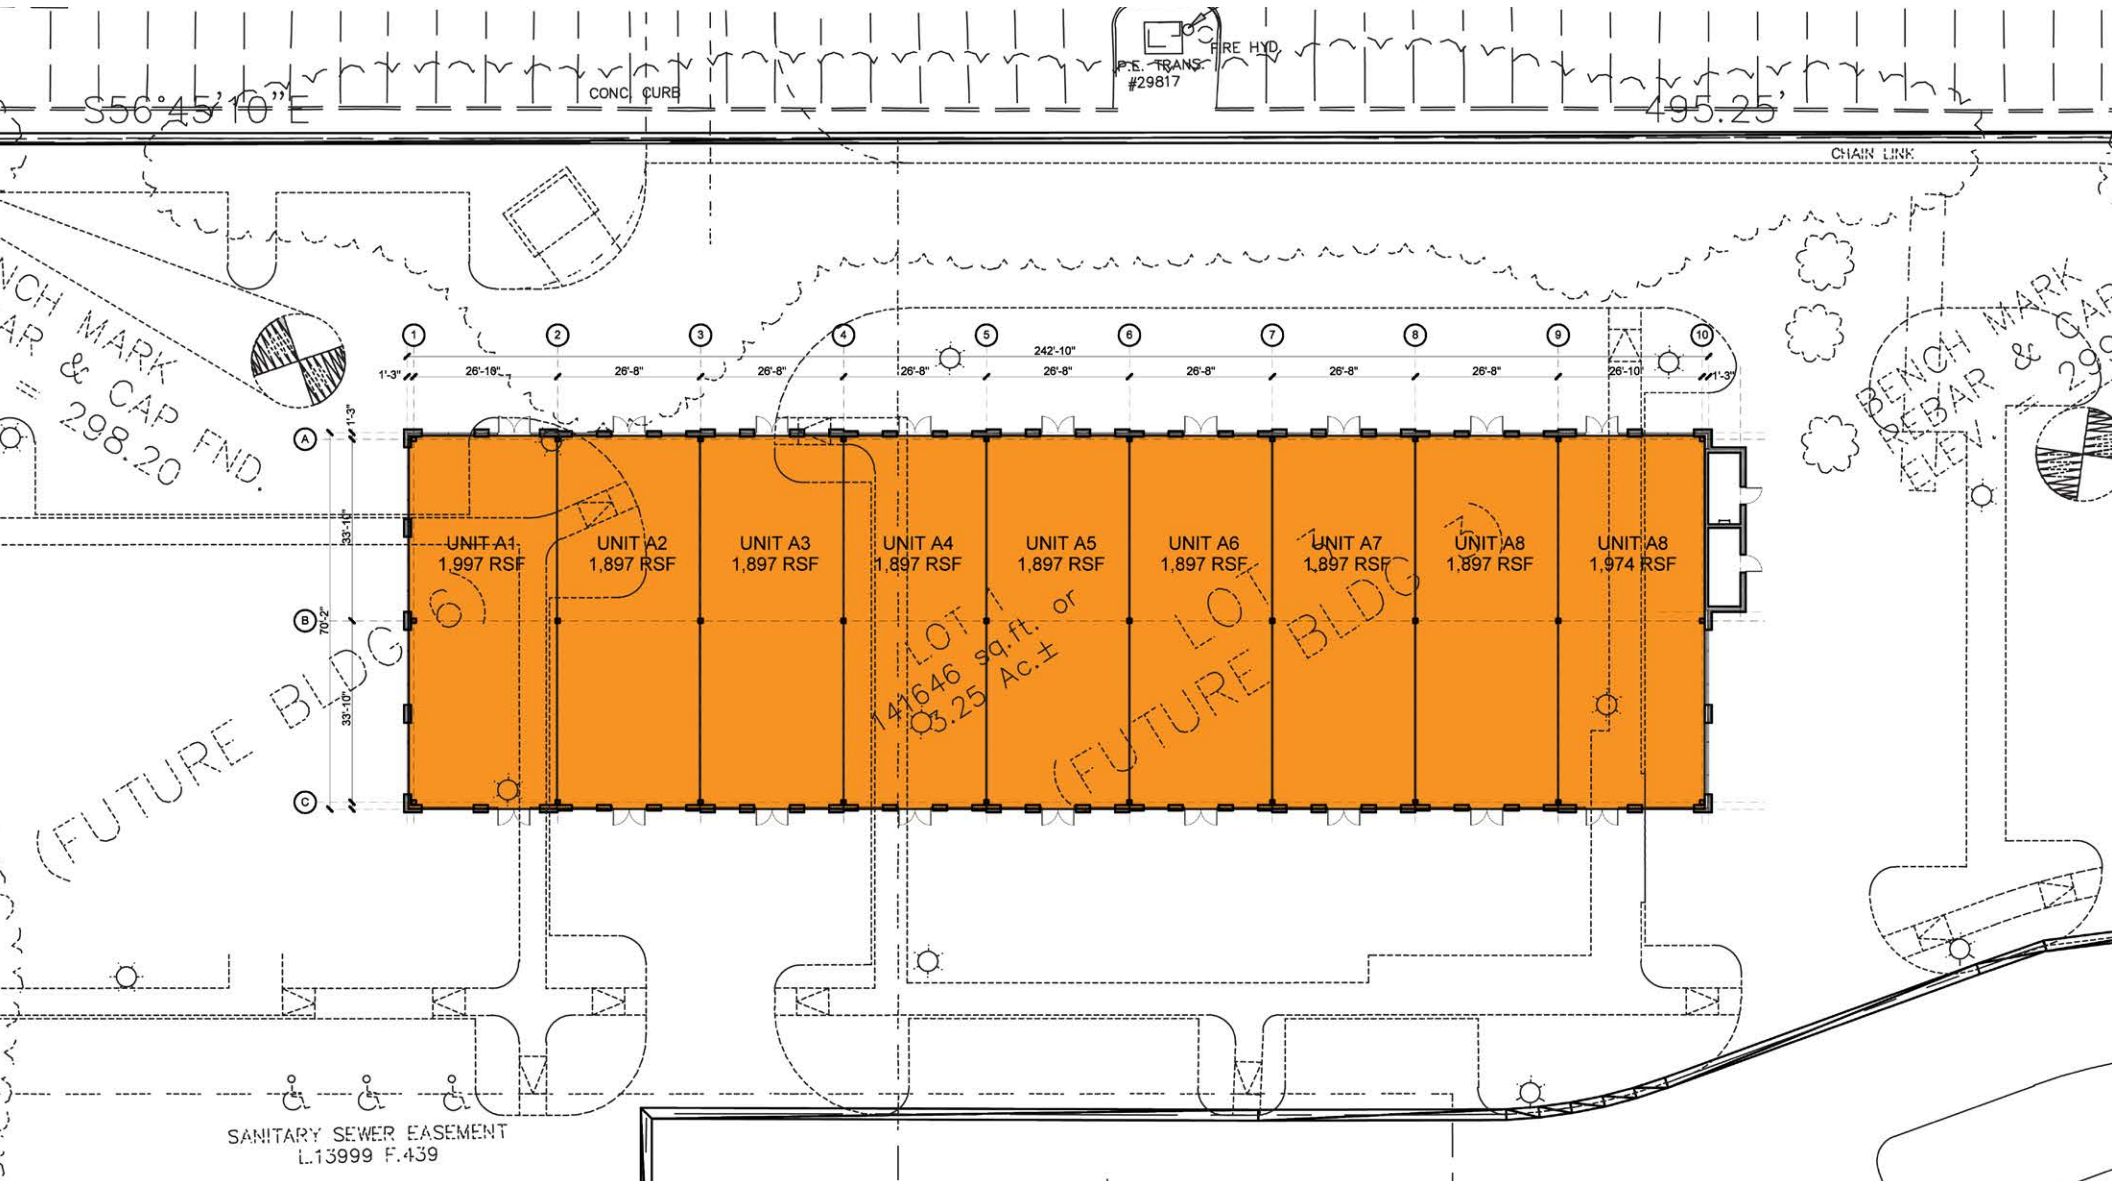 FIRE HYD.
P.E. TRANS.
#29817
CONC. CURB
S56°45'10"E
495.25'
CHAIN LINK
BENCH MARK
REBAR & CAP
ELEV.
NCH MARK
AR & CAP FND.
= 298.20
1
2
3
4
5
6
7
8
9
10
242'-10"
1'-3"
26'-10"
26'-8"
26'-8"
26'-8"
26'-8"
26'-8"
26'-8"
26'-8"
26'-10"
1'-3"
1'-3"
A
33'-10"
B
70'-2"
33'-10"
C
UNIT A1
1,997 RSF
UNIT A2
1,897 RSF
UNIT A3
1,897 RSF
UNIT A4
1,897 RSF
UNIT A5
1,897 RSF
UNIT A6
1,897 RSF
UNIT A7
1,897 RSF
UNIT A8
1,897 RSF
UNIT A8
1,974 RSF
(FUTURE BLDG 6)
LOT 1
141646 sq.ft. or
3.25 Ac.±
LOT 1
(FUTURE BLDG 3)
SANITARY SEWER EASEMENT
L.13999 F.439